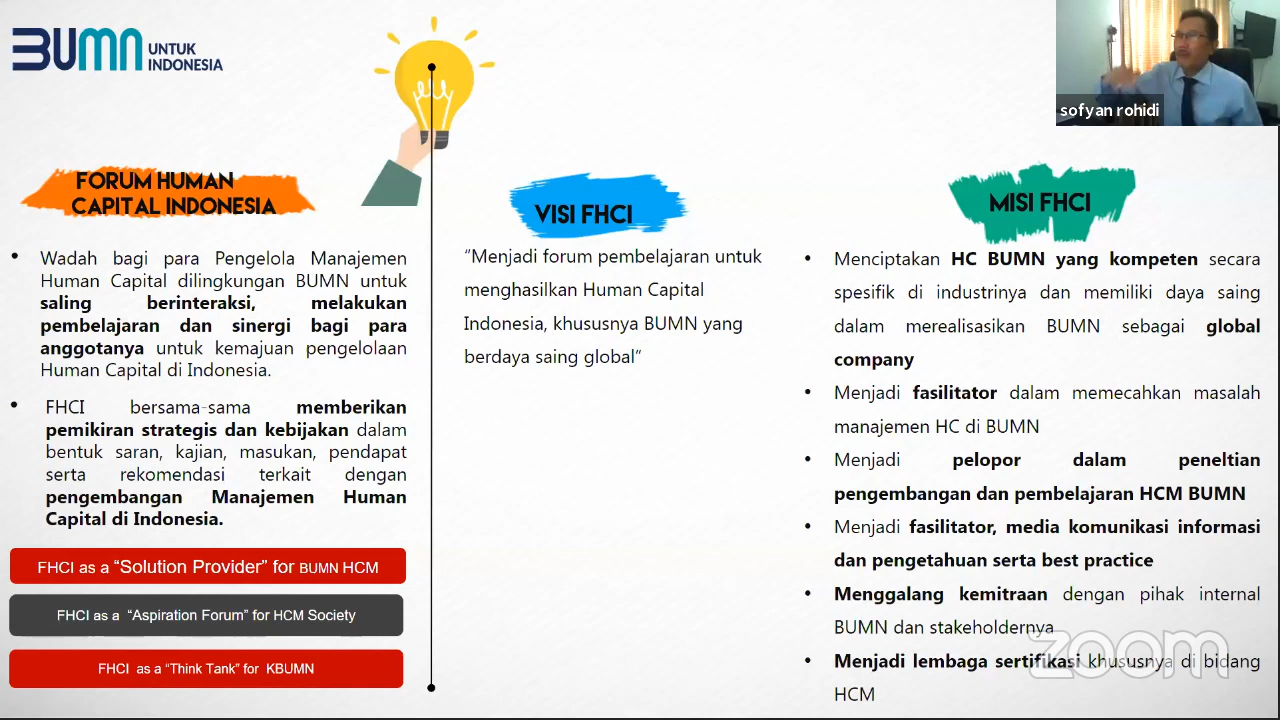 BUMN UNTUK
INDONESIA
sofyan rohidi
FORUM HUMAN
CAPITAL INDONESIA
• Wadah bagi para Pengelola Manajemen
Human Capital dilingkungan BUMN untuk
saling berinteraksi, melakukan
pembelajaran dan sinergi bagi para
anggotanya untuk kemajuan pengelolaan
Human Capital di Indonesia.
• FHCI bersama-sama memberikan
pemikiran strategis dan kebijakan dalam
bentuk saran, kajian, masukan, pendapat
serta rekomendasi terkait dengan
pengembangan Manajemen Human
Capital di Indonesia.
FHCI as a “Solution Provider” for BUMN HCM
FHCI as a “Aspiration Forum” for HCM Society
FHCI as a “Think Tank” for KBUMN
VISI FHCI
“Menjadi forum pembelajaran untuk
menghasilkan Human Capital
Indonesia, khususnya BUMN yang
berdaya saing global”
MISI FHCI
• Menciptakan HC BUMN yang kompeten secara
spesifik di industrinya dan memiliki daya saing
dalam merealisasikan BUMN sebagai global
company
• Menjadi fasilitator dalam memecahkan masalah
manajemen HC di BUMN
• Menjadi pelopor dalam peneltian
pengembangan dan pembelajaran HCM BUMN
• Menjadi fasilitator, media komunikasi informasi
dan pengetahuan serta best practice
• Menggalang kemitraan dengan pihak internal
BUMN dan stakeholdernya
• Menjadi lembaga sertifikasi khususnya di bidang
HCM
zoom